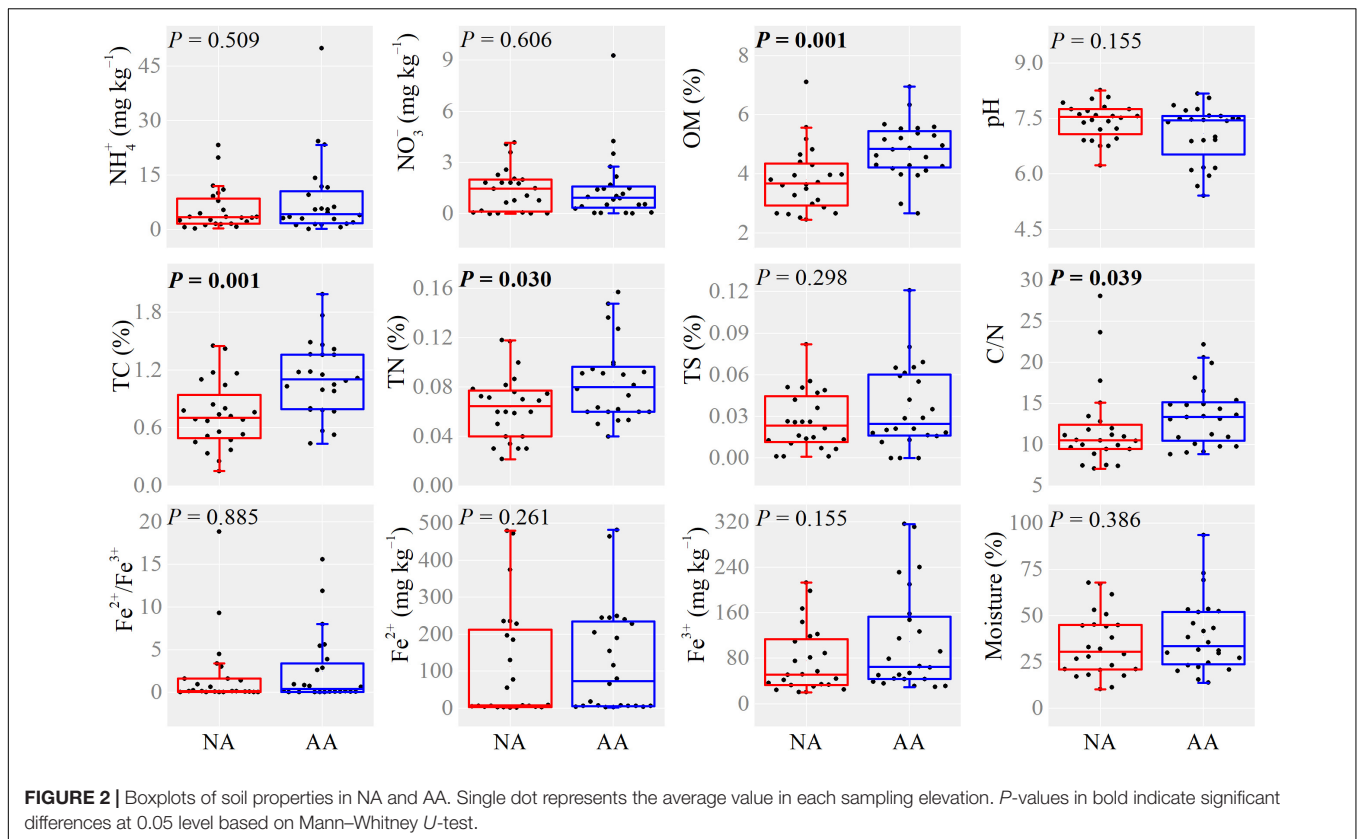 P = 0.509
P = 0.606
P = 0.001
P = 0.155
NH₄⁺ (mg kg⁻¹)
45
30
15
0
NO₃⁻ (mg kg⁻¹)
9
6
3
0
OM (%)
8
6
4
2
pH
9.0
7.5
6.0
4.5
P = 0.001
P = 0.030
P = 0.298
P = 0.039
TC (%)
1.8
1.2
0.6
0.0
TN (%)
0.16
0.12
0.08
0.04
0.00
TS (%)
0.12
0.09
0.06
0.03
0.00
C/N
30
25
20
15
10
5
P = 0.885
P = 0.261
P = 0.155
P = 0.386
Fe²⁺/Fe³⁺
20
15
10
5
0
Fe²⁺ (mg kg⁻¹)
500
400
300
200
100
0
Fe³⁺ (mg kg⁻¹)
320
240
160
80
0
Moisture (%)
100
75
50
25
0
NA AA NA AA NA AA NA AA
FIGURE 2 | Boxplots of soil properties in NA and AA. Single dot represents the average value in each sampling elevation. P-values in bold indicate significant
differences at 0.05 level based on Mann–Whitney U-test.